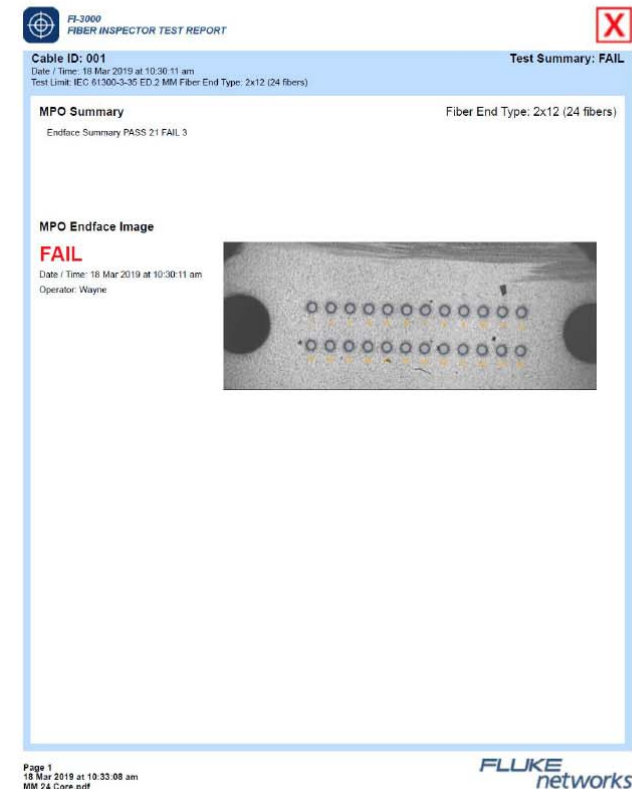 FI-3000
FIBER INSPECTOR TEST REPORT
X
Cable ID: 001
Test Summary: FAIL
Date / Time: 18 Mar 2019 at 10:30:11 am
Test Limit: IEC 61300-3-35 ED.2 MM Fiber End Type: 2x12 (24 fibers)
MPO Summary
Fiber End Type: 2x12 (24 fibers)
Endface Summary PASS 21 FAIL 3
MPO Endface Image
FAIL
Date / Time: 18 Mar 2019 at 10:30:11 am
Operator: Wayne
Page 1
18 Mar 2019 at 10:33:08 am
MM 24 Core.pdf
FLUKE
networks